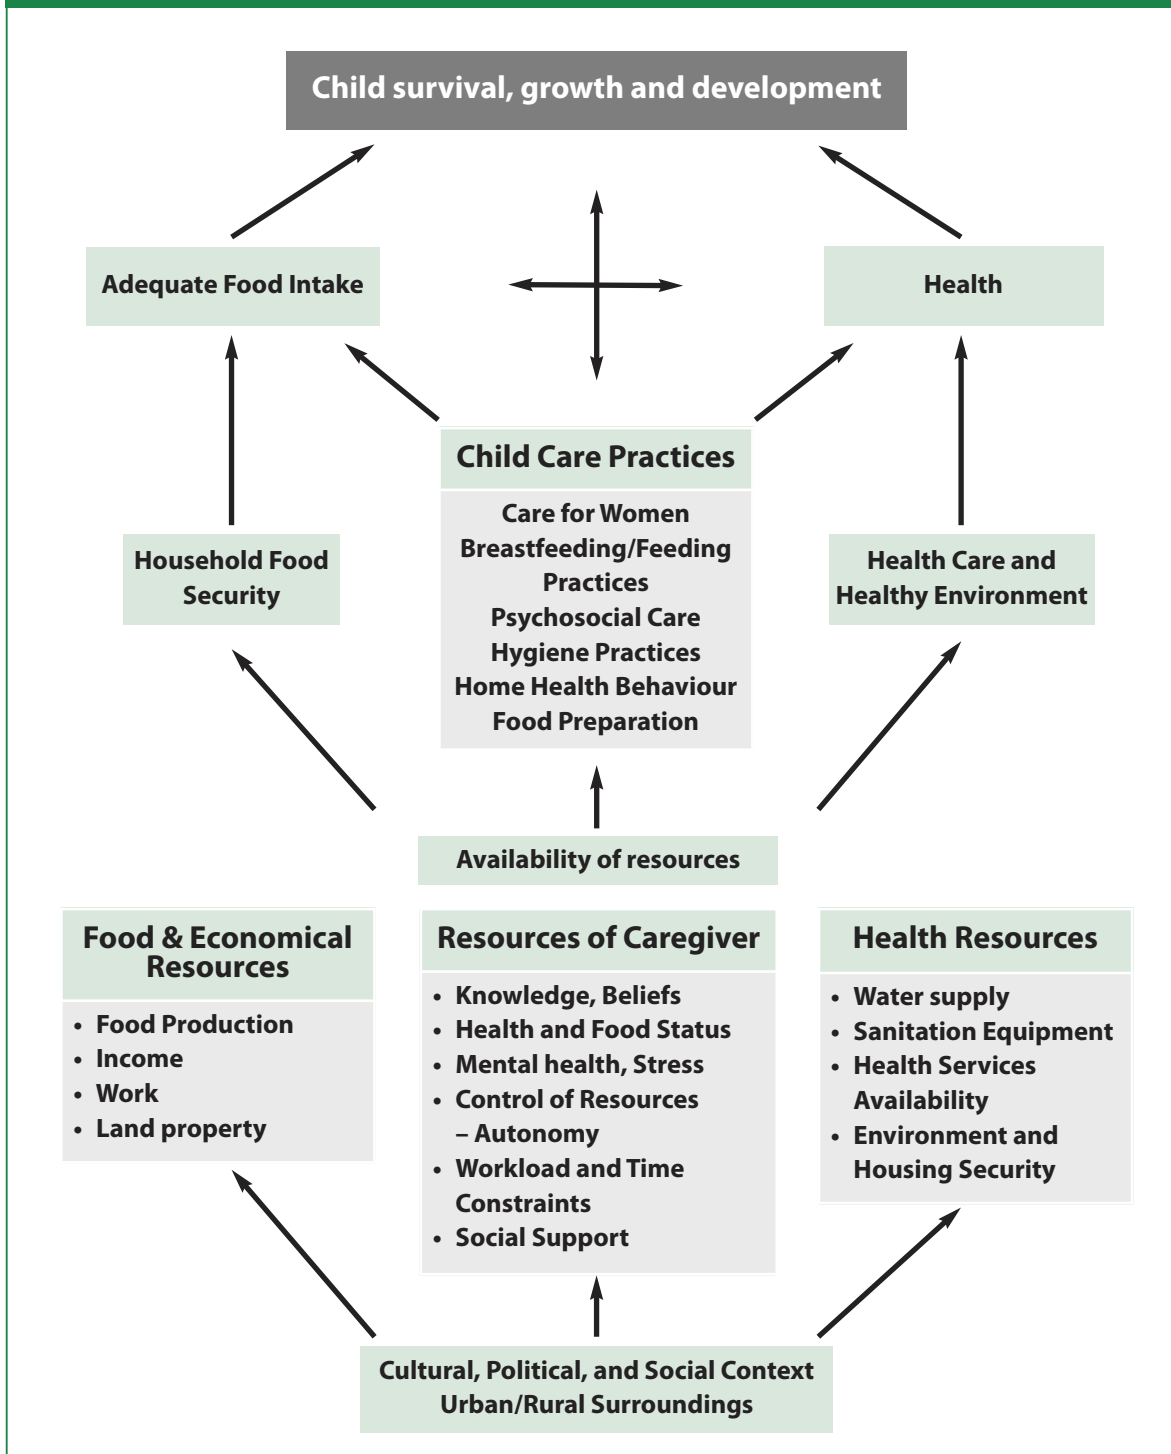 Child survival, growth and development
Adequate Food Intake
Health
Child Care Practices
Care for Women
Breastfeeding/Feeding
Practices
Psychosocial Care
Hygiene Practices
Home Health Behaviour
Food Preparation
Household Food
Security
Health Care and
Healthy Environment
Availability of resources
Food & Economical
Resources
• Food Production
• Income
• Work
• Land property
Resources of Caregiver
• Knowledge, Beliefs
• Health and Food Status
• Mental health, Stress
• Control of Resources
– Autonomy
• Workload and Time
Constraints
• Social Support
Health Resources
• Water supply
• Sanitation Equipment
• Health Services
Availability
• Environment and
Housing Security
Cultural, Political, and Social Context
Urban/Rural Surroundings